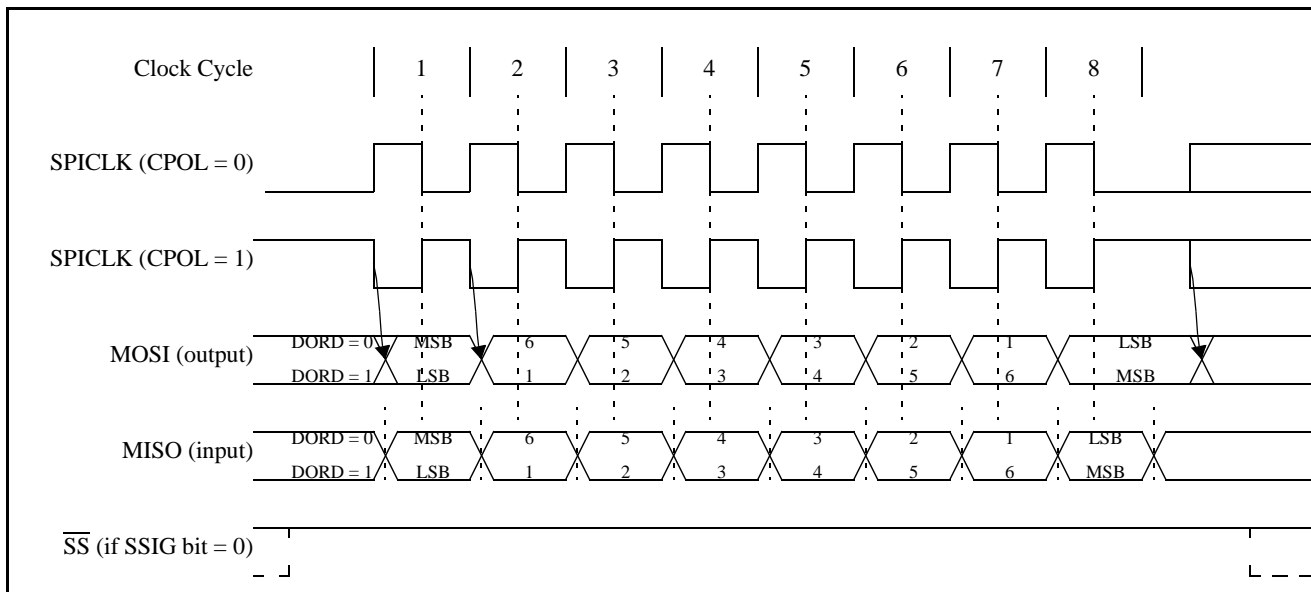 Clock Cycle 1 2 3 4 5 6 7 8
SPICLK (CPOL = 0)
SPICLK (CPOL = 1)
DORD = 0 MSB 6 5 4 3 2 1 LSB
MOSI (output)
DORD = 1 LSB 1 2 3 4 5 6 MSB
DORD = 0 MSB 6 5 4 3 2 1 LSB
MISO (input)
DORD = 1 LSB 1 2 3 4 5 6 MSB
S̅S̅ (if SSIG bit = 0)